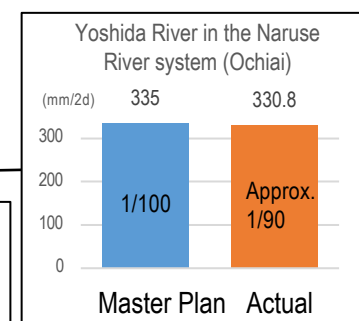 Yoshida River in the Naruse
River system (Ochiai)
(mm/2d) 335 330.8
300
200
100
0
1/100
Approx.
1/90
Master Plan Actual